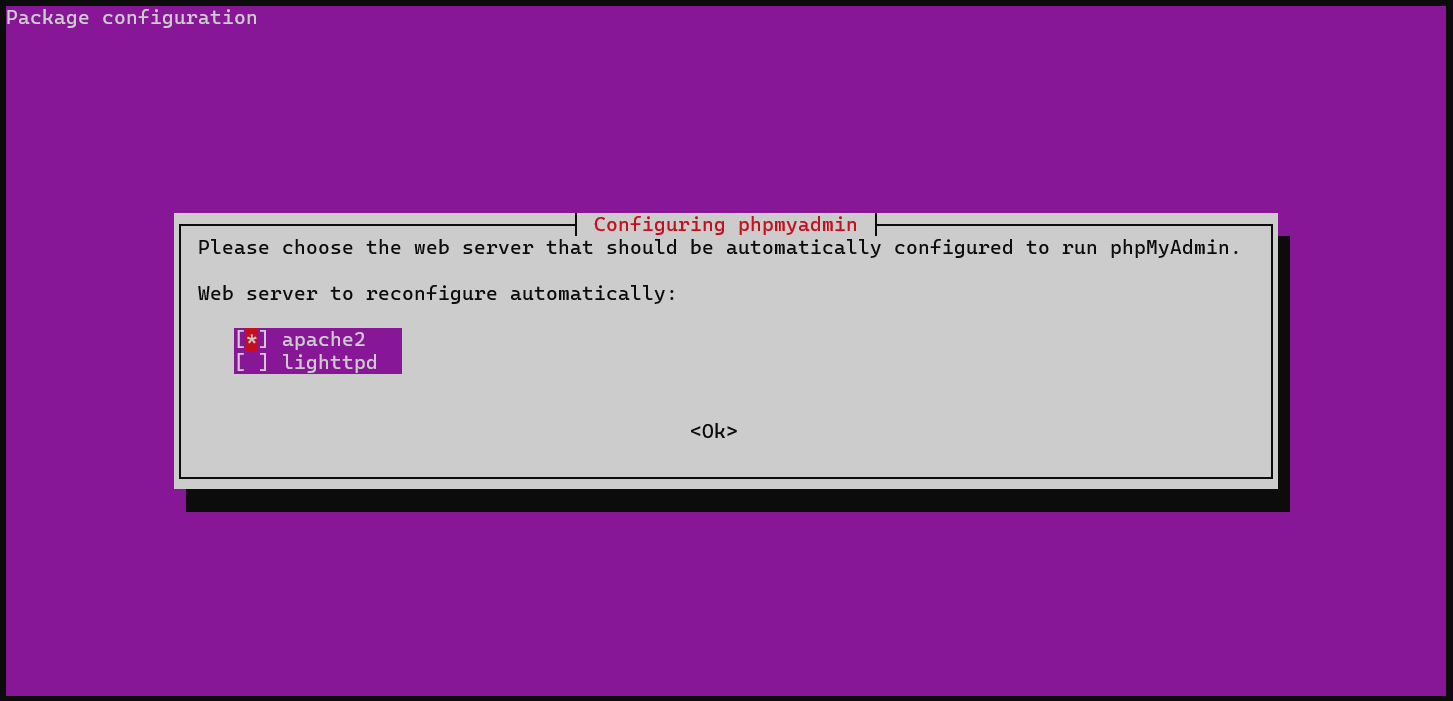 Package configuration
Configuring phpmyadmin
Please choose the web server that should be automatically configured to run phpMyAdmin.
Web server to reconfigure automatically:
[*] apache2
[ ] lighttpd
<Ok>